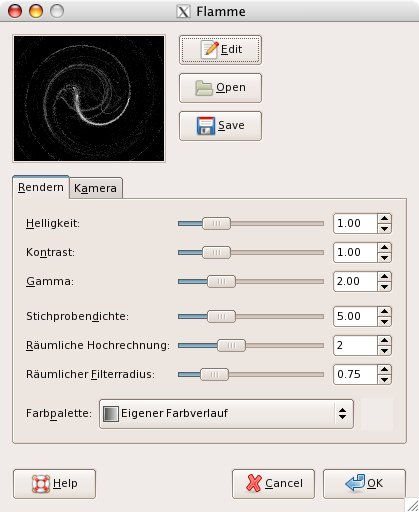 Flamme
Edit
Open
Save
Rendern Kamera
Helligkeit: 1.00
Kontrast: 1.00
Gamma: 2.00
Stichprobendichte: 5.00
Räumliche Hochrechnung: 2
Räumlicher Filterradius: 0.75
Farbpalette: Eigener Farbverlauf
Help Cancel OK